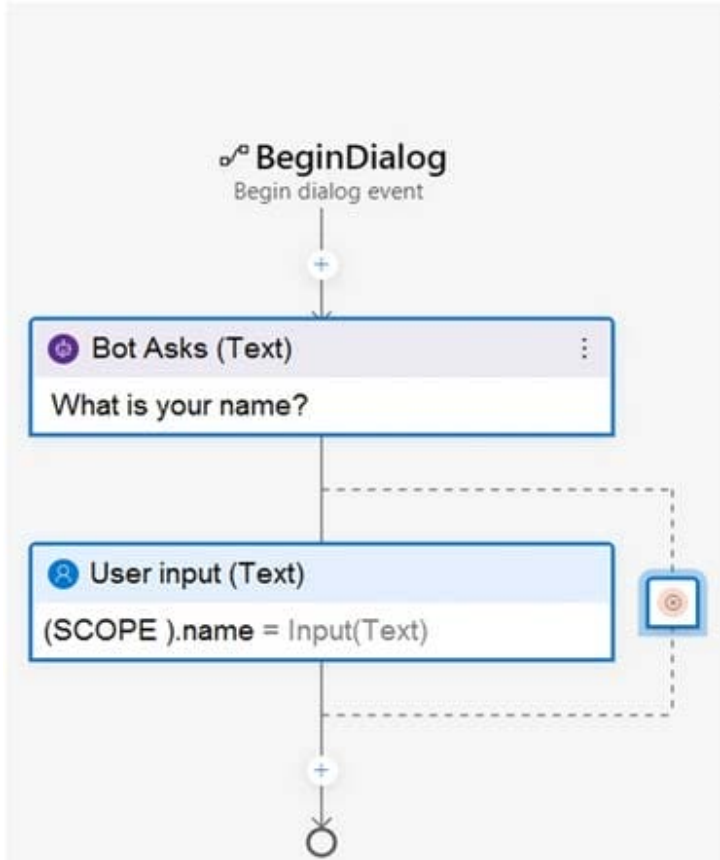 BeginDialog
Begin dialog event
Bot Asks (Text)
What is your name?
User input (Text)
(SCOPE ).name = Input(Text)